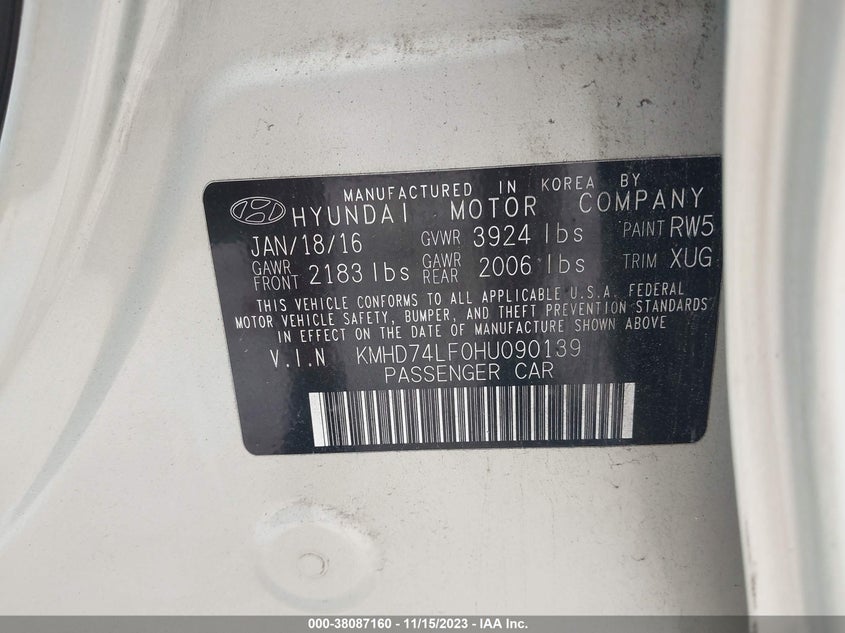 MANUFACTURED IN KOREA BY
HYUNDAI MOTOR COMPANY
JAN/18/16 GVWR 3924 lbs PAINT RW5
GAWR FRONT 2183 lbs GAWR REAR 2006 lbs TRIM XUG
THIS VEHICLE CONFORMS TO ALL APPLICABLE U.S.A. FEDERAL
MOTOR VEHICLE SAFETY, BUMPER, AND THEFT PREVENTION STANDARDS
IN EFFECT ON THE DATE OF MANUFACTURE SHOWN ABOVE
V.I.N KMHD74LF0HU090139
PASSENGER CAR
000-38087160 - 11/15/2023 - IAA Inc.